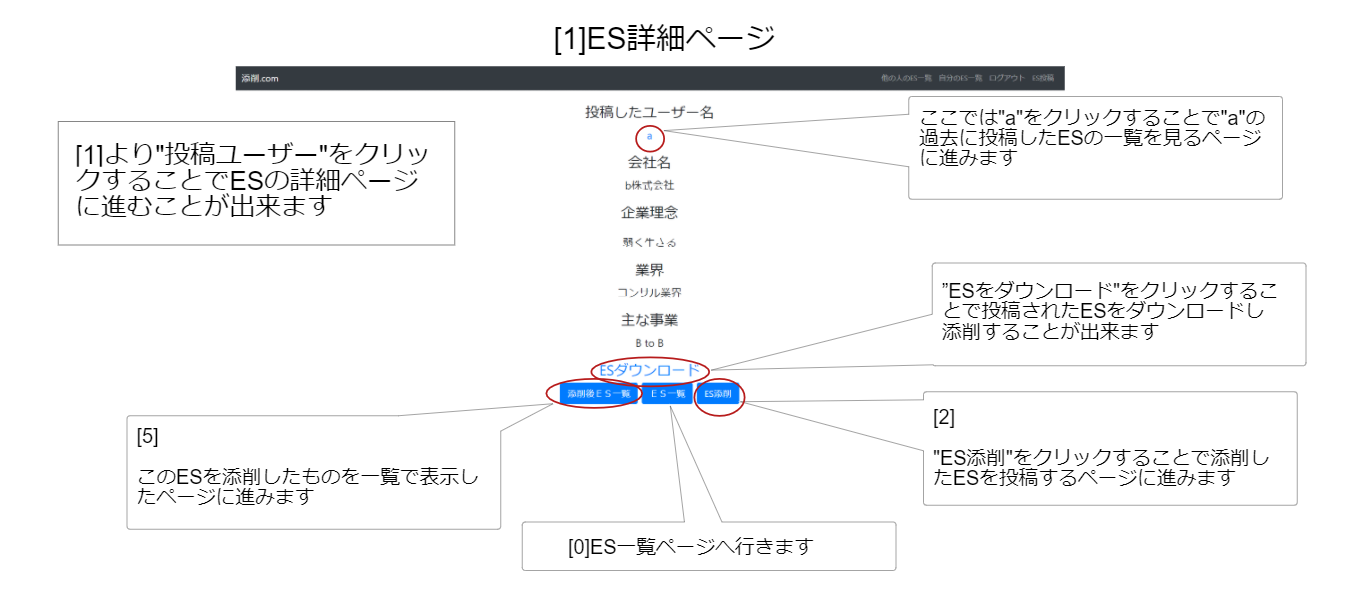 [1]ES詳細ページ
添削.com
他の人のES一覧 自分のES一覧 ログアウト ES投稿
投稿したユーザー名
a
会社名
b株式会社
企業理念
業界
コンサル業界
主な事業
B to B
ESダウンロード
添削後ＥＳ一覧 ＥＳ一覧 ES添削
[1]より"投稿ユーザー"をクリッ
クすることでESの詳細ページ
に進むことが出来ます
ここでは"a"をクリックすることで"a"の
過去に投稿したESの一覧を見るページ
に進みます
”ESをダウンロード"をクリックするこ
とで投稿されたESをダウンロードし
添削することが出来ます
[2]
"ES添削"をクリックすることで添削し
たESを投稿するページに進みます
[5]
このESを添削したものを一覧で表示し
たページに進みます
[0]ES一覧ページへ行きます